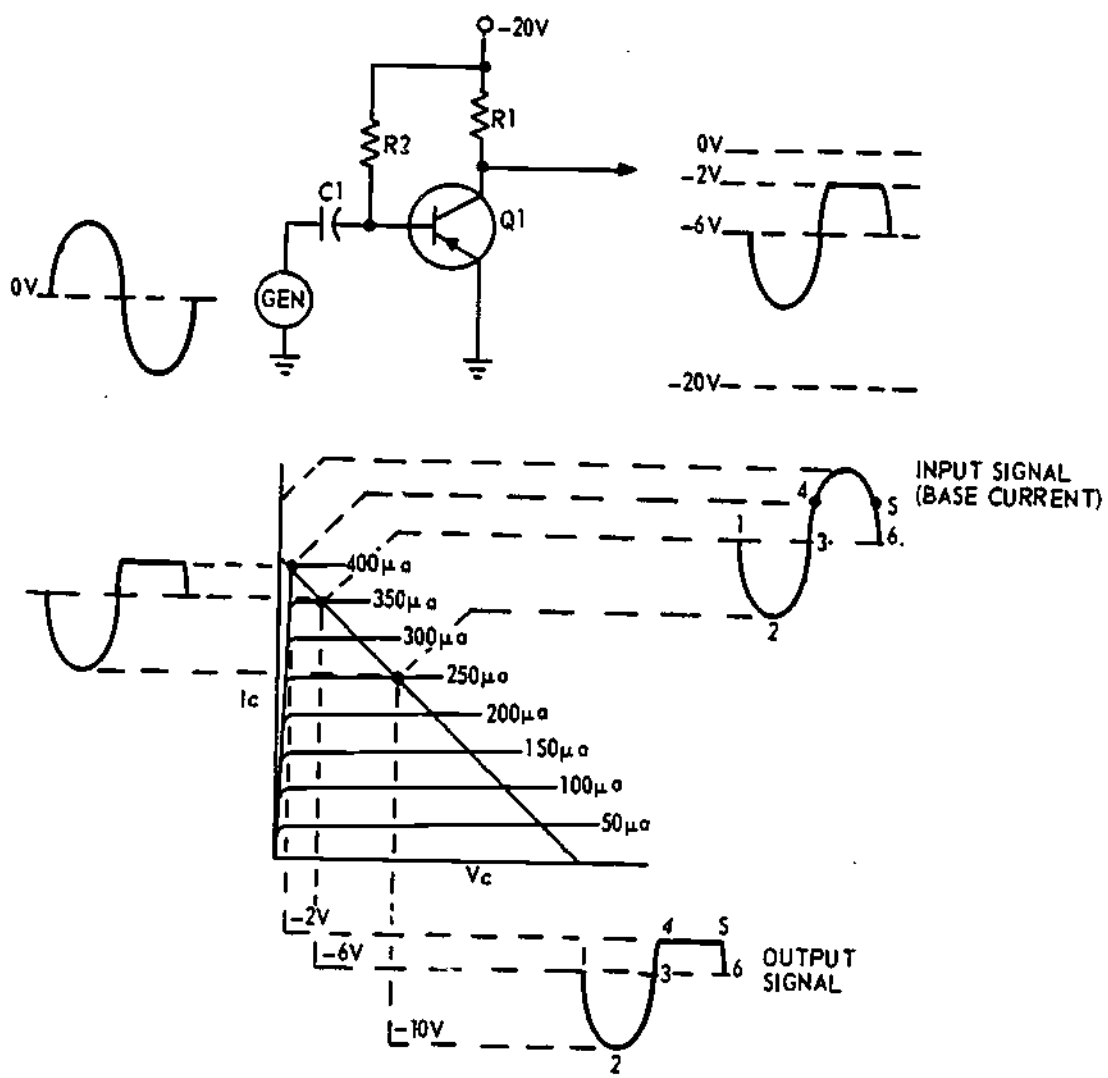 -20V
R1
R2
C1
Q1
GEN
0V
0V
-2V
-6V
-20V
INPUT SIGNAL
(BASE CURRENT)
1
2
3
4
5
6
400μa
350μa
300μa
250μa
200μa
150μa
100μa
50μa
Ic
Vc
-2V
-6V
-10V
4
5
3
6
2
OUTPUT
SIGNAL